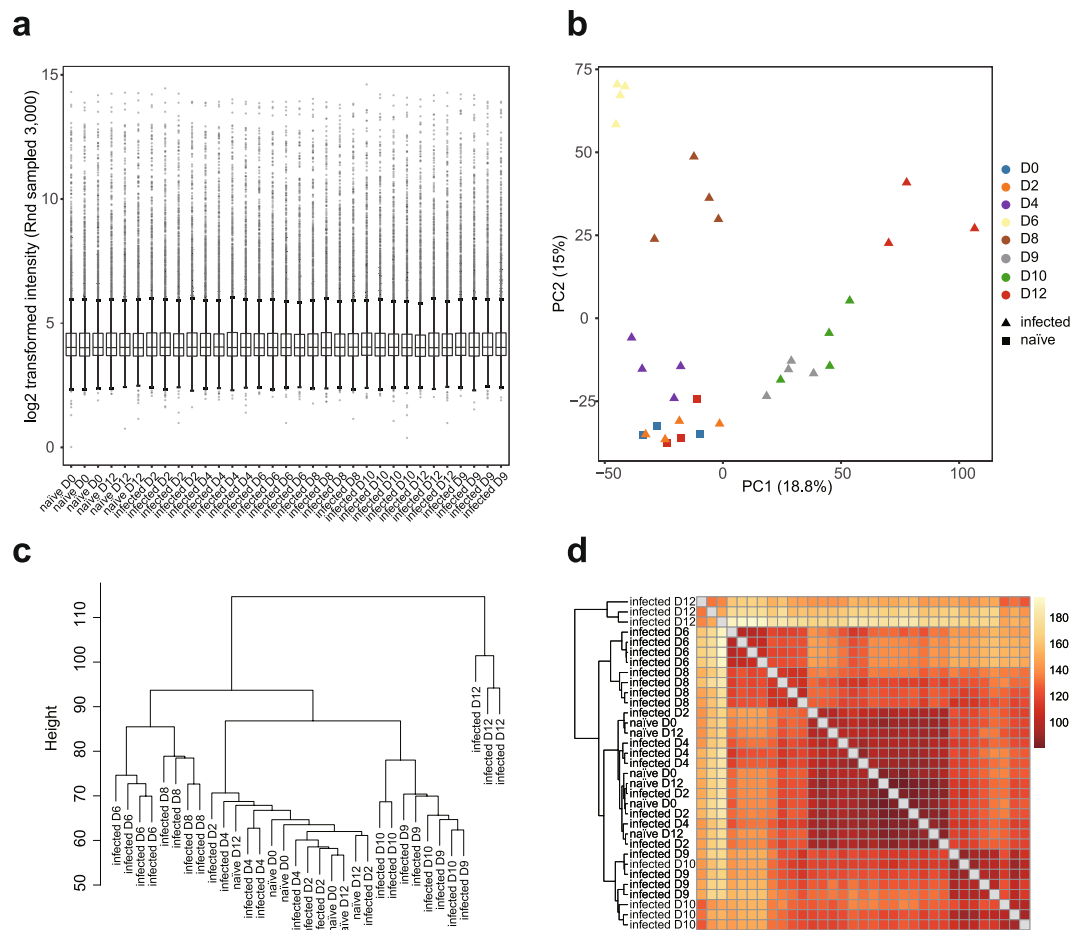 a
log2 transformed intensity (Rnd sampled 3,000)
15
10
5
0
naïve D0
naïve D0
naïve D0
naïve D12
naïve D12
naïve D12
infected D2
infected D2
infected D2
infected D2
infected D4
infected D4
infected D4
infected D4
infected D6
infected D6
infected D6
infected D6
infected D8
infected D8
infected D8
infected D8
infected D10
infected D10
infected D10
infected D10
infected D12
infected D12
infected D12
infected D9
infected D9
infected D9
infected D9
b
PC2 (15%)
75
50
25
0
−25
−50
0
50
100
PC1 (18.8%)
D0
D2
D4
D6
D8
D9
D10
D12
infected
naïve
c
Height
110
100
90
80
70
60
50
infected D6
infected D6
infected D6
infected D6
infected D8
infected D8
infected D8
infected D8
infected D2
infected D4
naïve D12
infected D4
infected D4
naïve D0
naïve D0
infected D4
infected D2
infected D2
naïve D0
naïve D12
naïve D12
infected D2
infected D10
infected D10
infected D9
infected D9
infected D10
infected D9
infected D10
infected D9
infected D12
infected D12
infected D12
d
infected D12
infected D12
infected D12
infected D6
infected D6
infected D6
infected D6
infected D8
infected D8
infected D8
infected D8
infected D2
naïve D0
naïve D12
infected D4
infected D4
infected D4
naïve D0
naïve D12
infected D2
naïve D0
infected D2
infected D4
naïve D12
infected D2
infected D9
infected D10
infected D9
infected D9
infected D9
infected D10
infected D10
infected D10
180
160
140
120
100